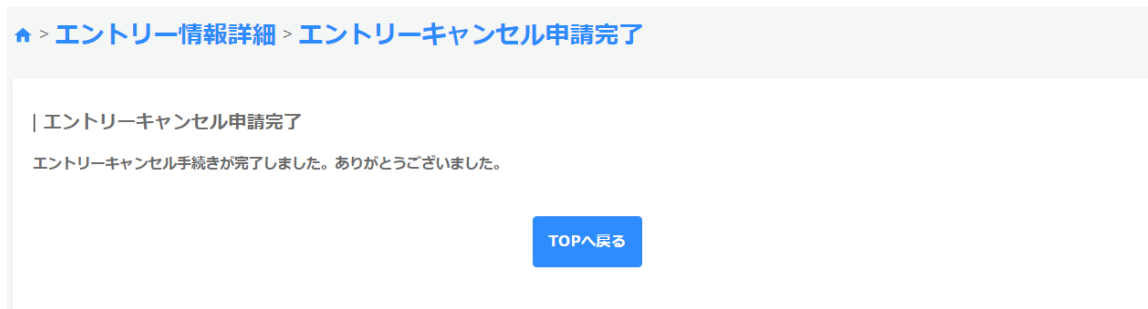 > エントリー情報詳細 > エントリーキャンセル申請完了
| エントリーキャンセル申請完了
エントリーキャンセル手続きが完了しました。ありがとうございました。
TOPへ戻る